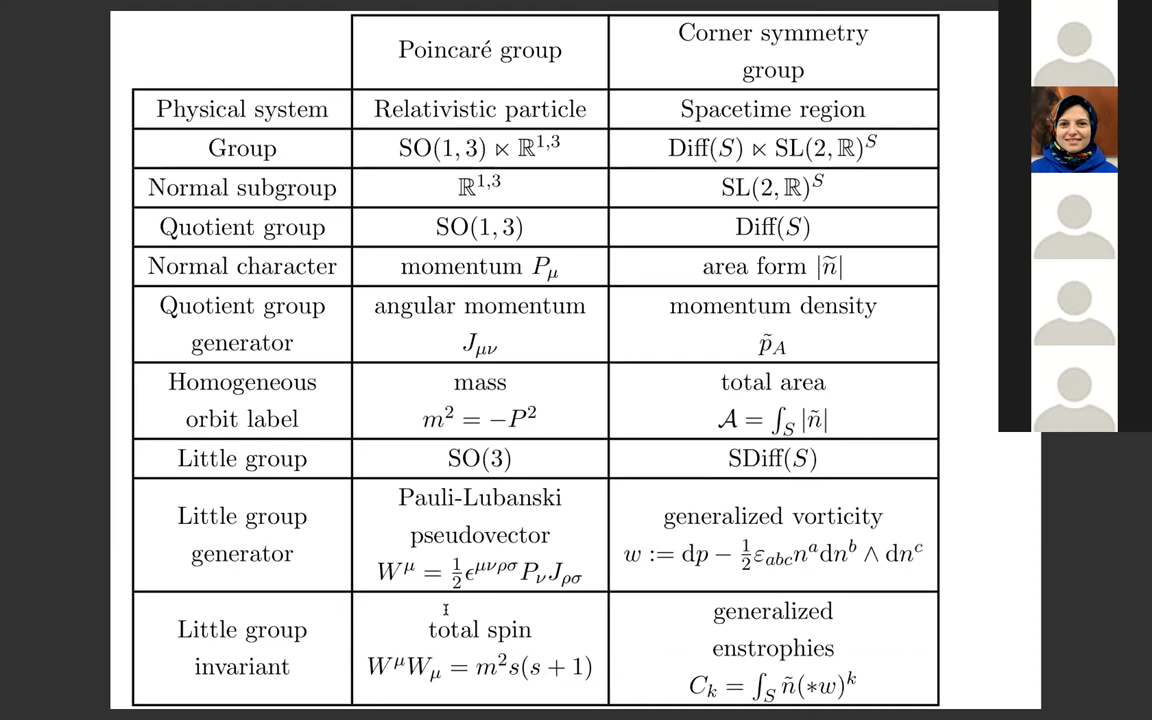 Poincaré group
Corner symmetry
group
Physical system Relativistic particle Spacetime region
Group SO(1, 3) ⋉ ℝ^{1,3} Diff(S) ⋉ SL(2, ℝ)^S
Normal subgroup ℝ^{1,3} SL(2, ℝ)^S
Quotient group SO(1, 3) Diff(S)
Normal character momentum P_μ area form |ñ|
Quotient group
generator
angular momentum
J_{μν}
momentum density
p̃_A
Homogeneous
orbit label
mass
m² = −P²
total area
𝒜 = ∫_S |ñ|
Little group SO(3) SDiff(S)
Little group
generator
Pauli-Lubanski
pseudovector
W^μ = ½ϵ^{μνρσ}P_νJ_{ρσ}
generalized vorticity
w := dp − ½ε_{abc}n^a dn^b ∧ dn^c
Little group
invariant
total spin
W^μW_μ = m²s(s + 1)
generalized
enstrophies
C_k = ∫_S ñ(∗w)^k